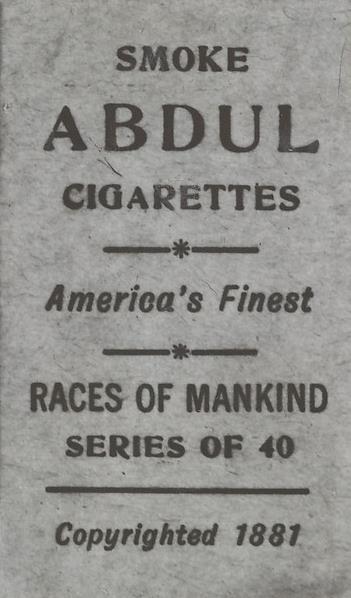 SMOKE
ABDUL
CIGARETTES
America's Finest
RACES OF MANKIND
SERIES OF 40
Copyrighted 1881